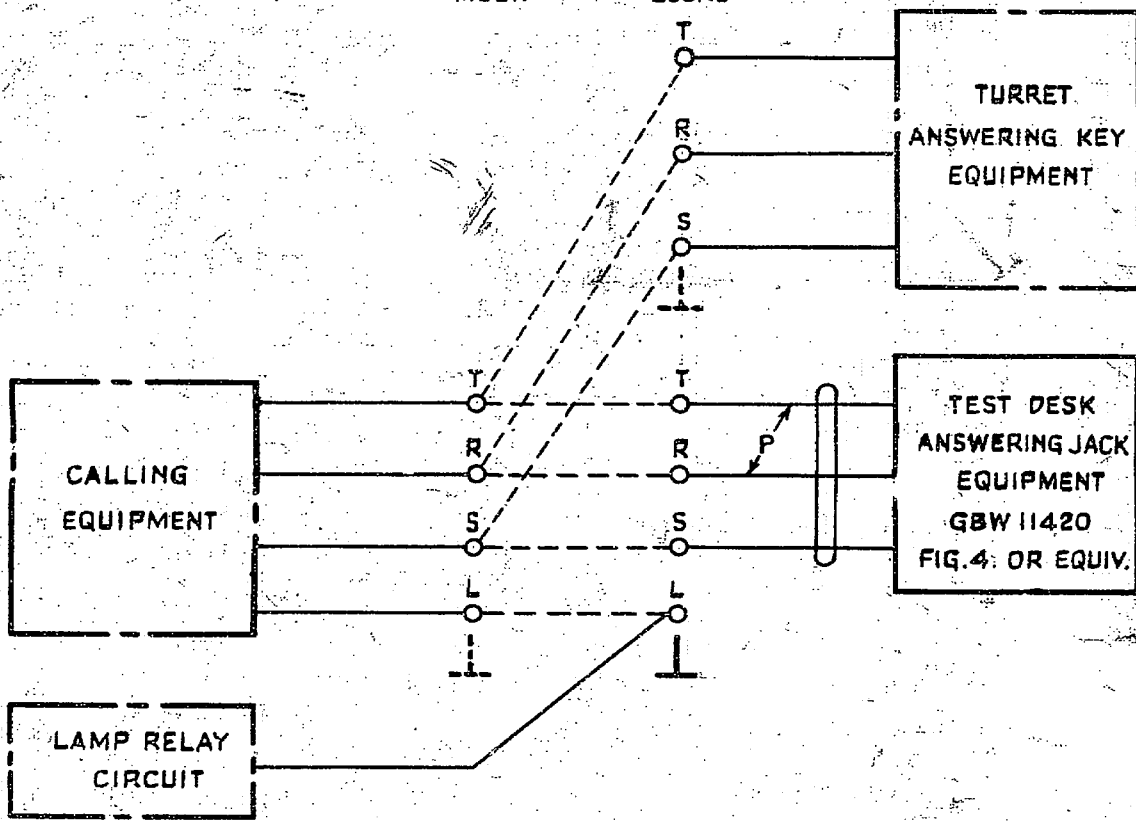 T
R
S
TURRET
ANSWERING KEY
EQUIPMENT
T
R
S
L
T
R
S
L
P
CALLING
EQUIPMENT
TEST DESK
ANSWERING JACK
EQUIPMENT
GBW 11420
FIG.4. OR EQUIV.
LAMP RELAY
CIRCUIT